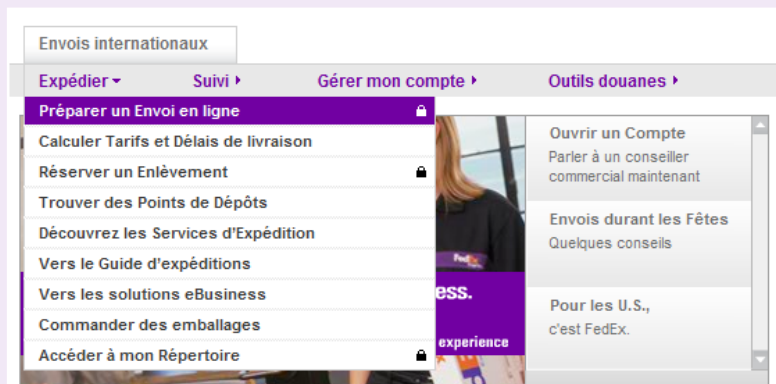 Envois internationaux
Expédier Suivi Gérer mon compte Outils douanes
Préparer un Envoi en ligne
Calculer Tarifs et Délais de livraison
Réserver un Enlèvement
Trouver des Points de Dépôts
Découvrez les Services d'Expédition
Vers le Guide d'expéditions
Vers les solutions eBusiness
Commander des emballages
Accéder à mon Répertoire
FedEx
ess.
experience
Ouvrir un Compte
Parler à un conseiller
commercial maintenant
Envois durant les Fêtes
Quelques conseils
Pour les U.S.,
c'est FedEx.